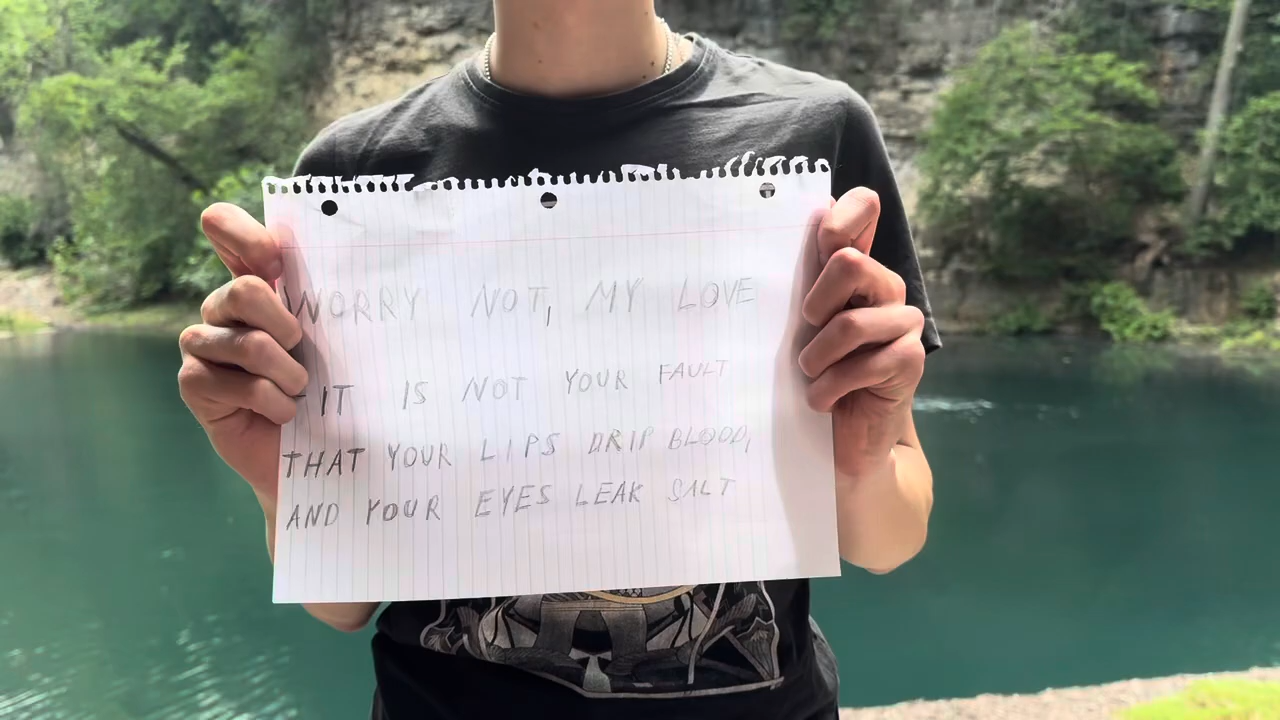 WORRY NOT, MY LOVE
- IT IS NOT YOUR FAULT
THAT YOUR LIPS DRIP BLOOD,
AND YOUR EYES LEAK SALT